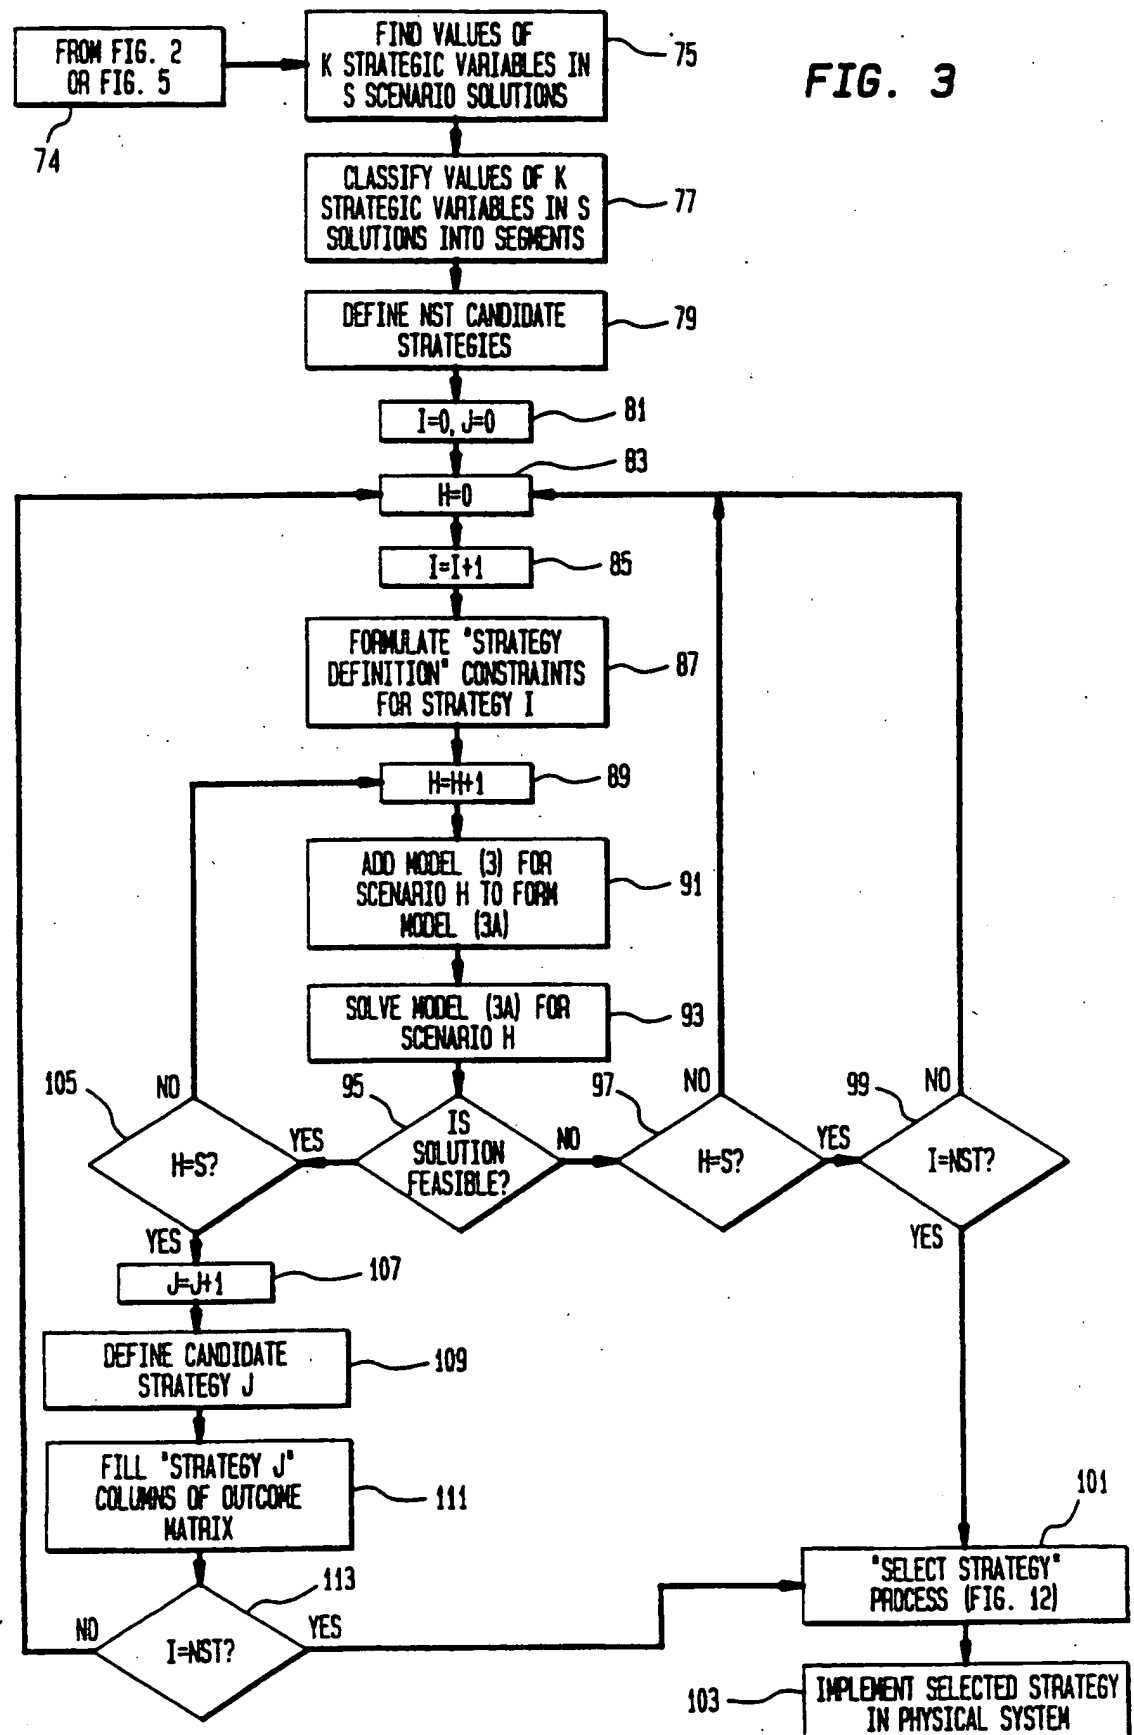 FROM FIG. 2
OR FIG. 5
74
FIND VALUES OF
K STRATEGIC VARIABLES IN
S SCENARIO SOLUTIONS
75
FIG. 3
CLASSIFY VALUES OF K
STRATEGIC VARIABLES IN S
SOLUTIONS INTO SEGMENTS
77
DEFINE NST CANDIDATE
STRATEGIES
79
I=0, J=0
81
H=0
83
I=I+1
85
FORMULATE "STRATEGY
DEFINITION" CONSTRAINTS
FOR STRATEGY I
87
H=H+1
89
ADD MODEL (3) FOR
SCENARIO H TO FORM
MODEL (3A)
91
SOLVE MODEL (3A) FOR
SCENARIO H
93
IS
SOLUTION
FEASIBLE?
95
YES
NO
H=S?
105
NO
YES
H=S?
97
NO
YES
I=NST?
99
NO
YES
J=J+1
107
DEFINE CANDIDATE
STRATEGY J
109
FILL "STRATEGY J"
COLUMNS OF OUTCOME
MATRIX
111
I=NST?
113
NO
YES
"SELECT STRATEGY"
PROCESS (FIG. 12)
101
IMPLEMENT SELECTED STRATEGY
IN PHYSICAL SYSTEM
103